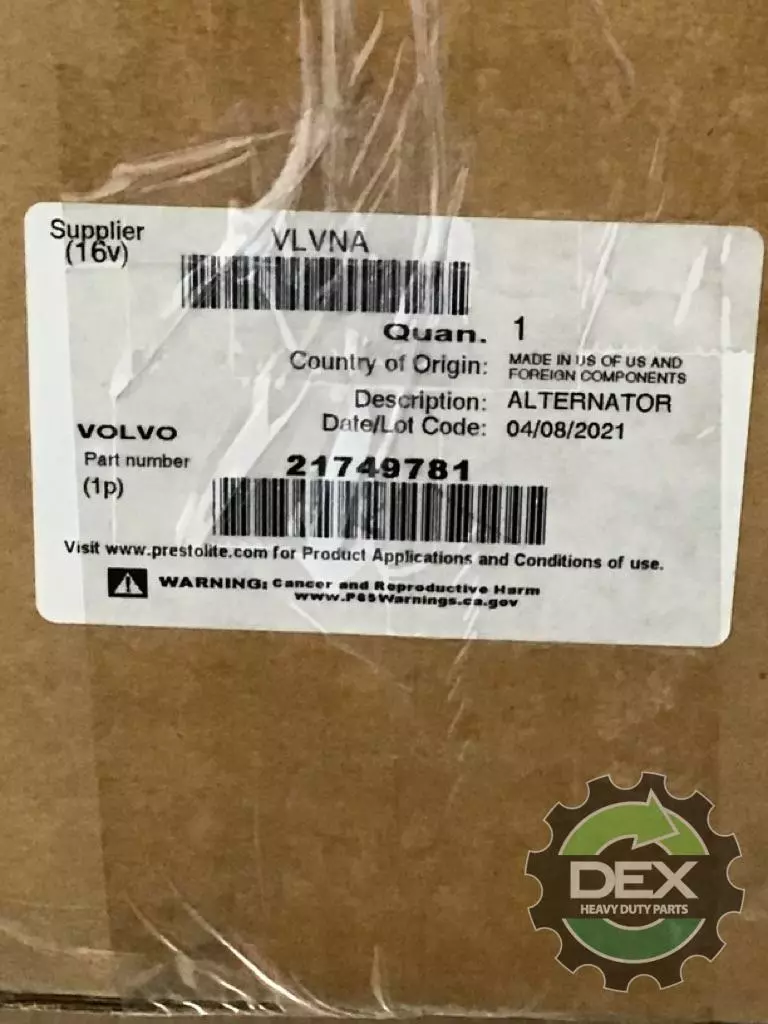 Supplier
(16v)
VLVNA
Quan. 1
Country of Origin: MADE IN US OF US AND
FOREIGN COMPONENTS
Description: ALTERNATOR
Date/Lot Code: 04/08/2021
VOLVO
Part number
(1p)
21749781
Visit www.prestolite.com for Product Applications and Conditions of use.
WARNING: Cancer and Reproductive Harm
www.P65Warnings.ca.gov
DEX
HEAVY DUTY PARTS